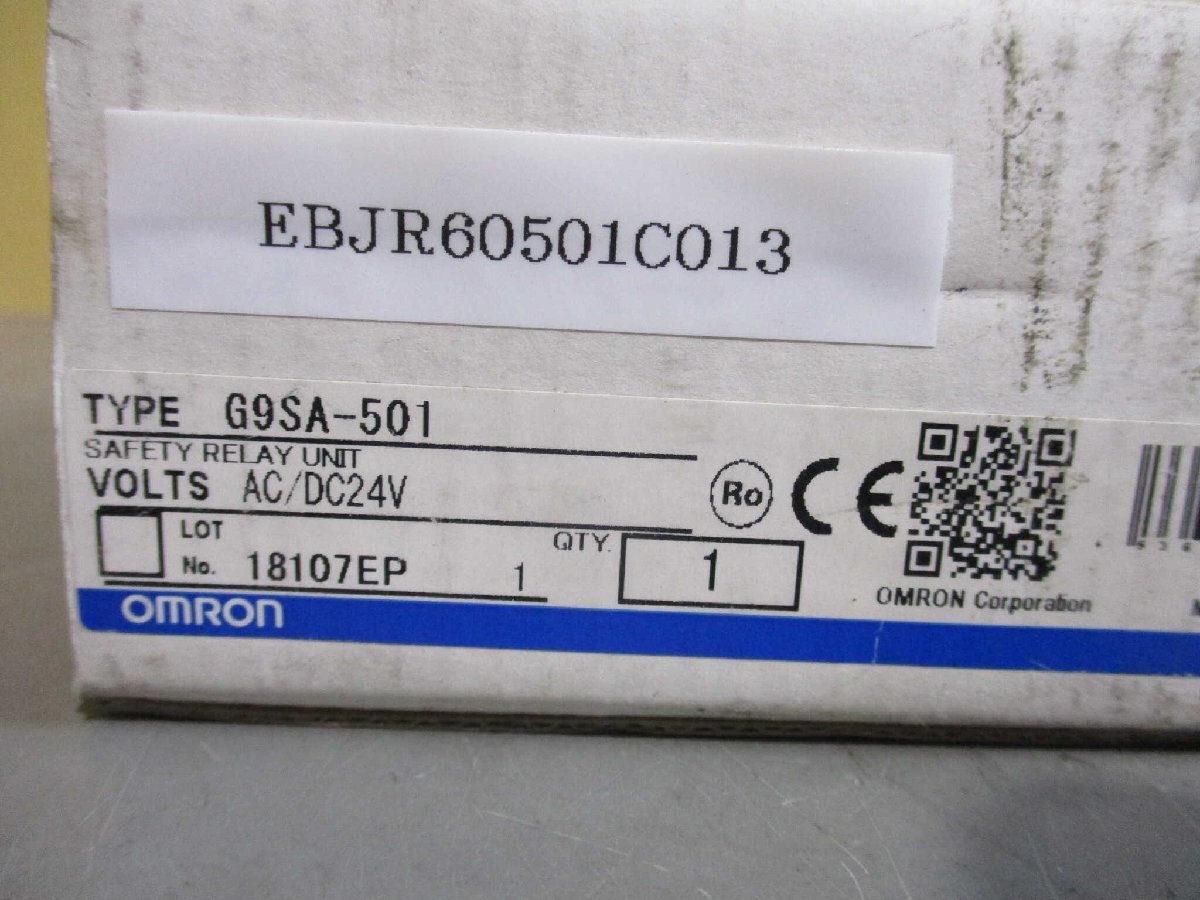 EBJR60501C013
TYPE G9SA-501
SAFETY RELAY UNIT
VOLTS AC/DC24V
Ro CE
LOT
No. 18107EP 1
QTY. 1
OMRON Corporation
OMRON